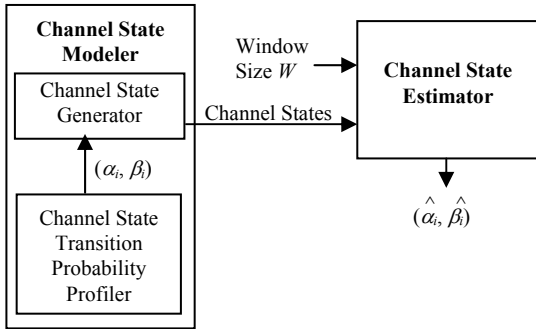 Channel State
Modeler
Channel State
Generator
(αi, βi)
Channel State
Transition
Probability
Profiler
Window
Size W
Channel States
Channel State
Estimator
(α̂i, β̂i)